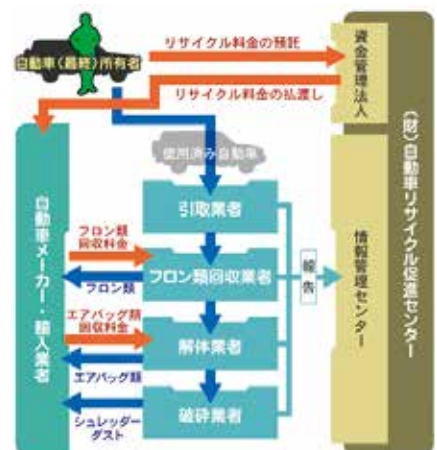 リサイクル料金の預託
自動車（最終）所有者
リサイクル料金の払渡し
資金管理法人
（財）自動車リサイクル促進センター
使用済み自動車
引取業者
自動車メーカー・輸入業者
フロン類
回収料金
フロン類回収業者
フロン類
報告
情報管理センター
エアバッグ類
回収料金
解体業者
エアバッグ類
シュレッダー
ダスト
破砕業者